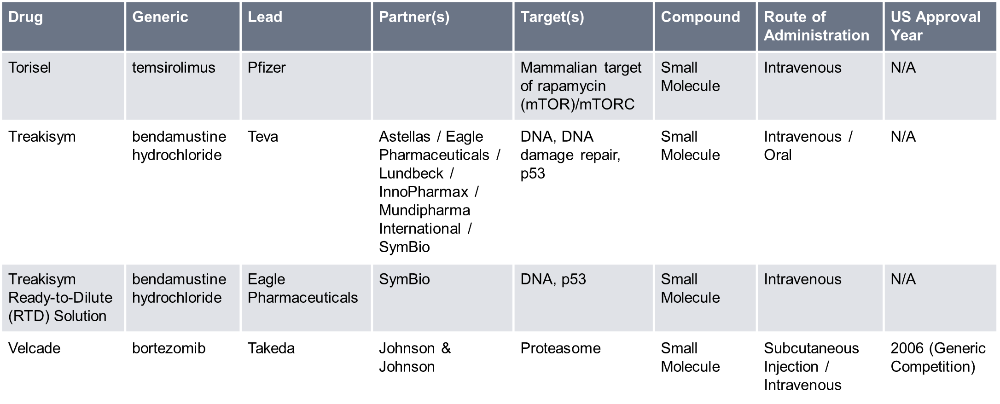 Drug
Generic
Lead
Partner(s)
Target(s)
Compound
Route of
Administration
US Approval
Year
Torisel
temsirolimus
Pfizer
Mammalian target
of rapamycin
(mTOR)/mTORC
Small
Molecule
Intravenous
N/A
Treakisym
bendamustine
hydrochloride
Teva
Astellas / Eagle
Pharmaceuticals /
Lundbeck /
InnoPharmax /
Mundipharma
International /
SymBio
DNA, DNA
damage repair,
p53
Small
Molecule
Intravenous /
Oral
N/A
Treakisym
Ready-to-Dilute
(RTD) Solution
bendamustine
hydrochloride
Eagle
Pharmaceuticals
SymBio
DNA, p53
Small
Molecule
Intravenous
N/A
Velcade
bortezomib
Takeda
Johnson &
Johnson
Proteasome
Small
Molecule
Subcutaneous
Injection /
Intravenous
2006 (Generic
Competition)